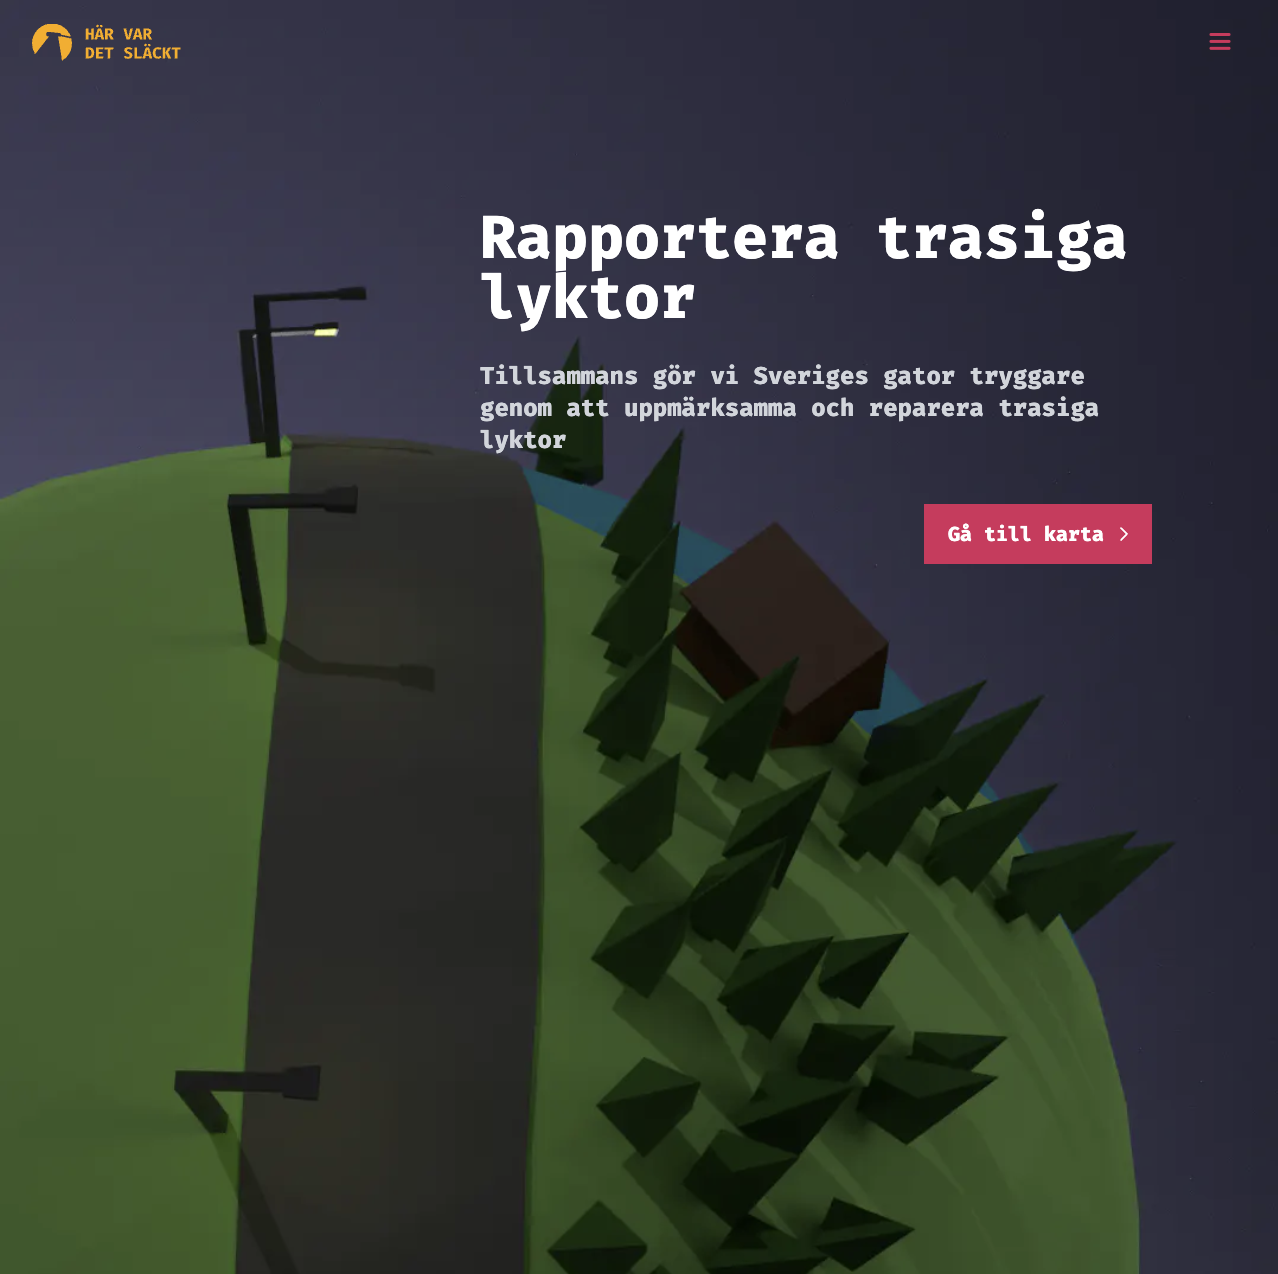 HÄR VAR
DET SLÄCKT
Rapportera trasiga
lyktor
Tillsammans gör vi Sveriges gator tryggare
genom att uppmärksamma och reparera trasiga
lyktor
Gå till karta